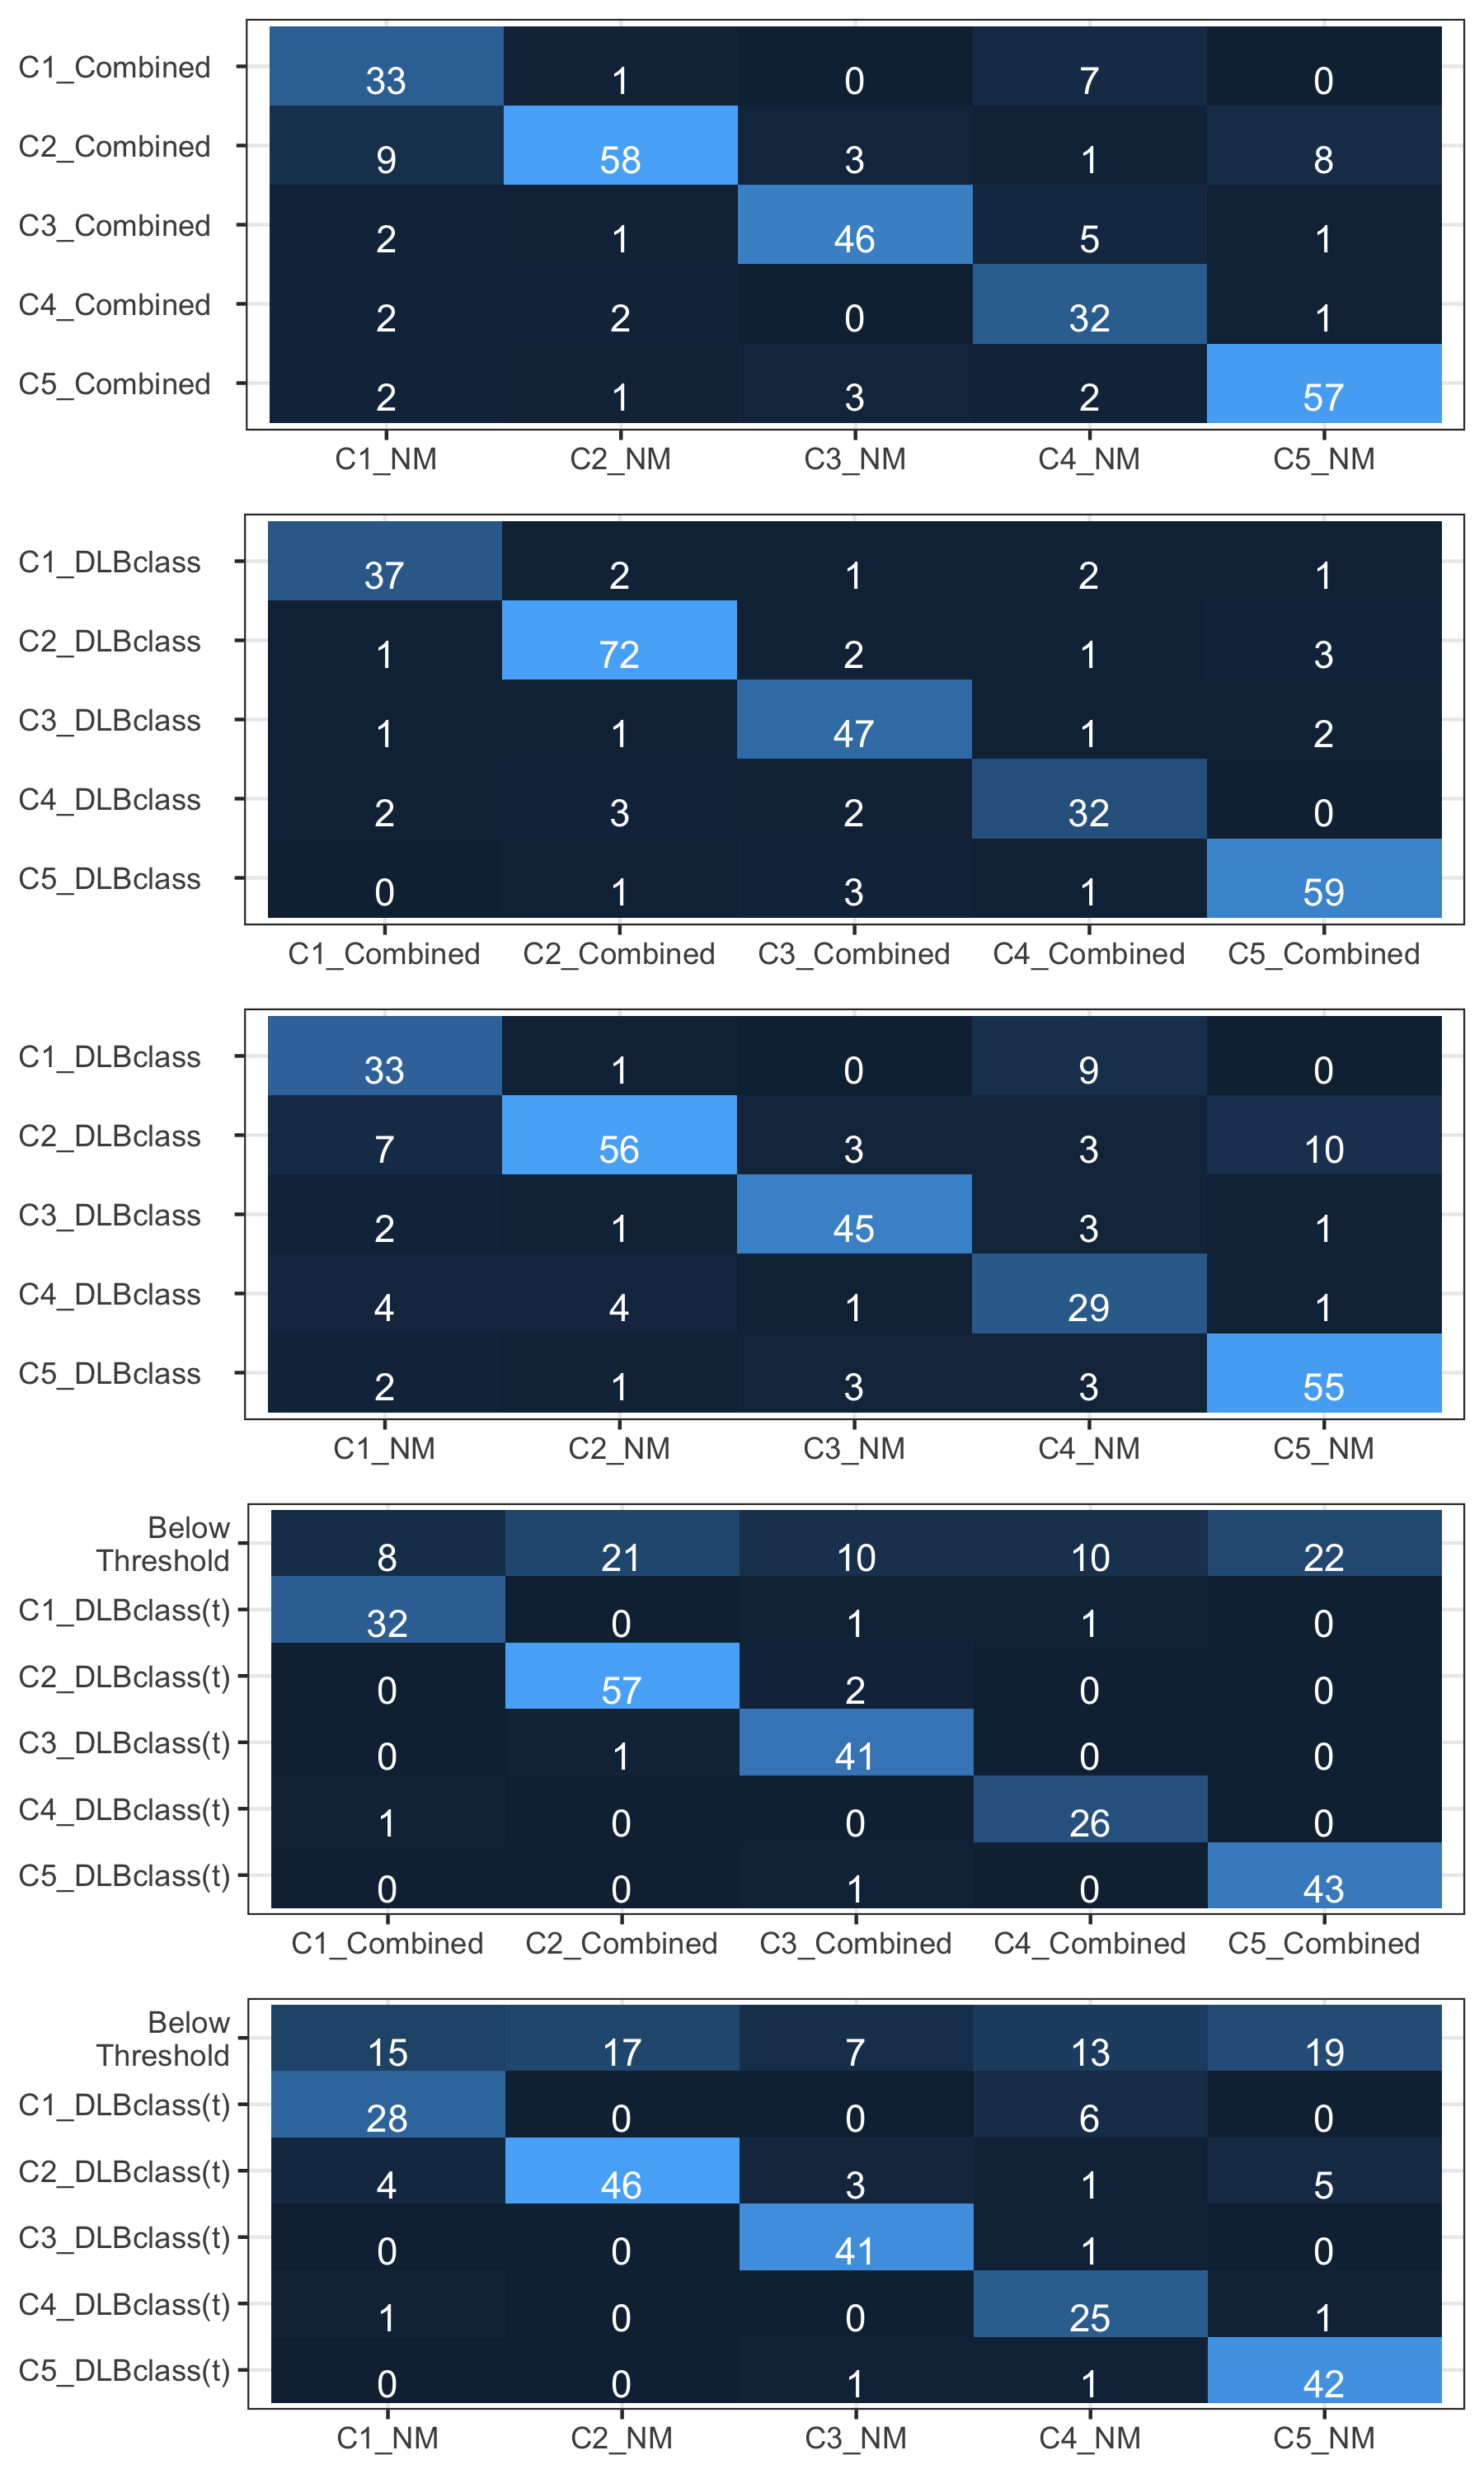 C1_Combined 33 1 0 7 0
C2_Combined 9 58 3 1 8
C3_Combined 2 1 46 5 1
C4_Combined 2 2 0 32 1
C5_Combined 2 1 3 2 57
C1_NM C2_NM C3_NM C4_NM C5_NM
C1_DLBclass 37 2 1 2 1
C2_DLBclass 1 72 2 1 3
C3_DLBclass 1 1 47 1 2
C4_DLBclass 2 3 2 32 0
C5_DLBclass 0 1 3 1 59
C1_Combined C2_Combined C3_Combined C4_Combined C5_Combined
C1_DLBclass 33 1 0 9 0
C2_DLBclass 7 56 3 3 10
C3_DLBclass 2 1 45 3 1
C4_DLBclass 4 4 1 29 1
C5_DLBclass 2 1 3 3 55
C1_NM C2_NM C3_NM C4_NM C5_NM
Below
Threshold 8 21 10 10 22
C1_DLBclass(t) 32 0 1 1 0
C2_DLBclass(t) 0 57 2 0 0
C3_DLBclass(t) 0 1 41 0 0
C4_DLBclass(t) 1 0 0 26 0
C5_DLBclass(t) 0 0 1 0 43
C1_Combined C2_Combined C3_Combined C4_Combined C5_Combined
Below
Threshold 15 17 7 13 19
C1_DLBclass(t) 28 0 0 6 0
C2_DLBclass(t) 4 46 3 1 5
C3_DLBclass(t) 0 0 41 1 0
C4_DLBclass(t) 1 0 0 25 1
C5_DLBclass(t) 0 0 1 1 42
C1_NM C2_NM C3_NM C4_NM C5_NM